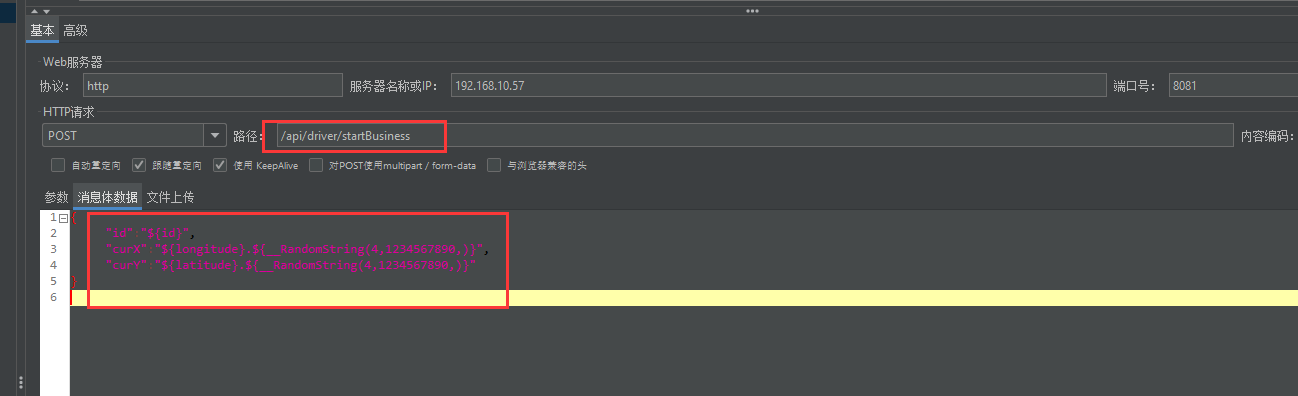 基本 高级
Web服务器
协议： http 服务器名称或IP： 192.168.10.57 端口号： 8081
HTTP请求
POST 路径： /api/driver/startBusiness 内容编码：
自动重定向 跟随重定向 使用 KeepAlive 对POST使用multipart / form-data 与浏览器兼容的头
参数 消息体数据 文件上传
1 {
2 "id":"${id}",
3 "curX":"${longitude}.${__RandomString(4,1234567890,)}",
4 "curY":"${latitude}.${__RandomString(4,1234567890,)}"
5 }
6